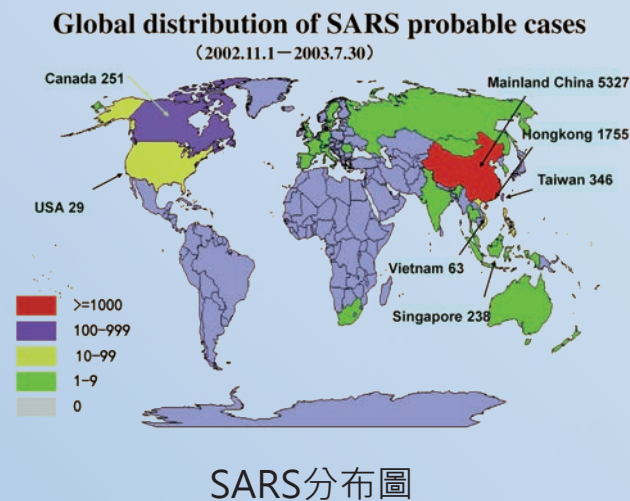 Global distribution of SARS probable cases
（2002.11.1－2003.7.30）
Canada 251
Mainland China 5327
Hongkong 1755
Taiwan 346
USA 29
Vietnam 63
Singapore 238
>=1000
100-999
10-99
1-9
0
SARS分布圖